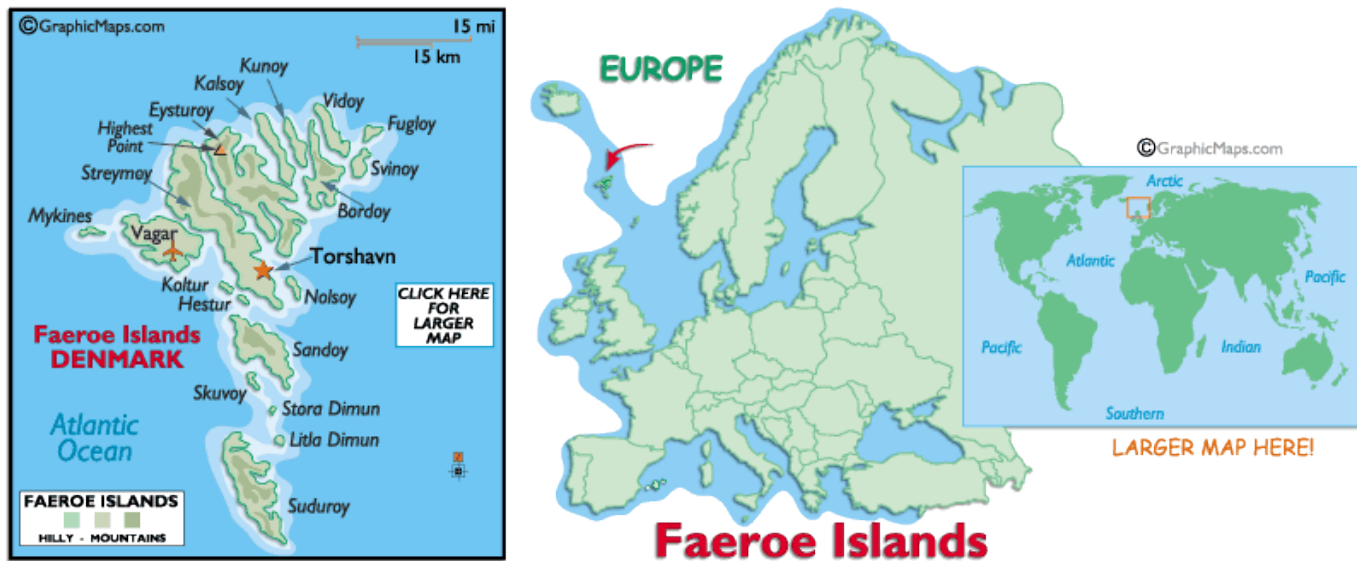 ©GraphicMaps.com
15 mi
15 km
Kunoy
Kalsoy
Vidoy
Eysturoy
Fugloy
Highest
Point
Svinoy
Streymoy
Bordoy
Mykines
Vagar
Torshavn
Koltur
Hestur
Nolsoy
CLICK HERE
FOR
LARGER
MAP
Faeroe Islands
DENMARK
Sandoy
Skuvoy
Stora Dimun
Atlantic
Ocean
Litla Dimun
Suduroy
FAEROE ISLANDS
HILLY - MOUNTAINS
EUROPE
©GraphicMaps.com
Arctic
Atlantic
Pacific
Pacific
Indian
Southern
LARGER MAP HERE!
Faeroe Islands